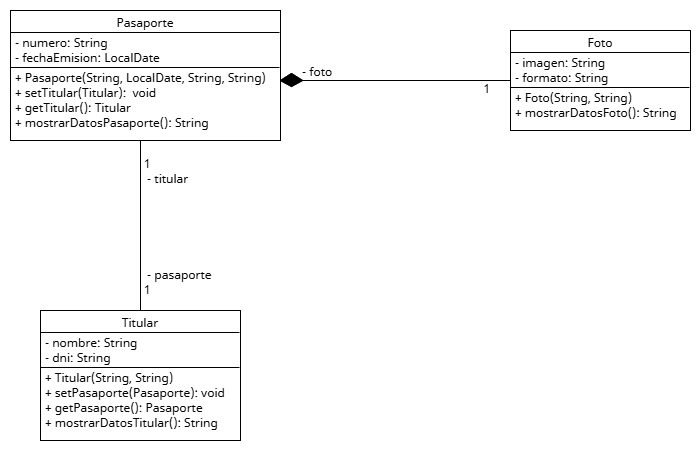 Pasaporte
- numero: String
- fechaEmision: LocalDate
+ Pasaporte(String, LocalDate, String, String)
+ setTitular(Titular):  void
+ getTitular(): Titular
+ mostrarDatosPasaporte(): String
- foto
1
Foto
- imagen: String
- formato: String
+ Foto(String, String)
+ mostrarDatosFoto(): String
1
- titular
- pasaporte
1
Titular
- nombre: String
- dni: String
+ Titular(String, String)
+ setPasaporte(Pasaporte): void
+ getPasaporte(): Pasaporte
+ mostrarDatosTitular(): String